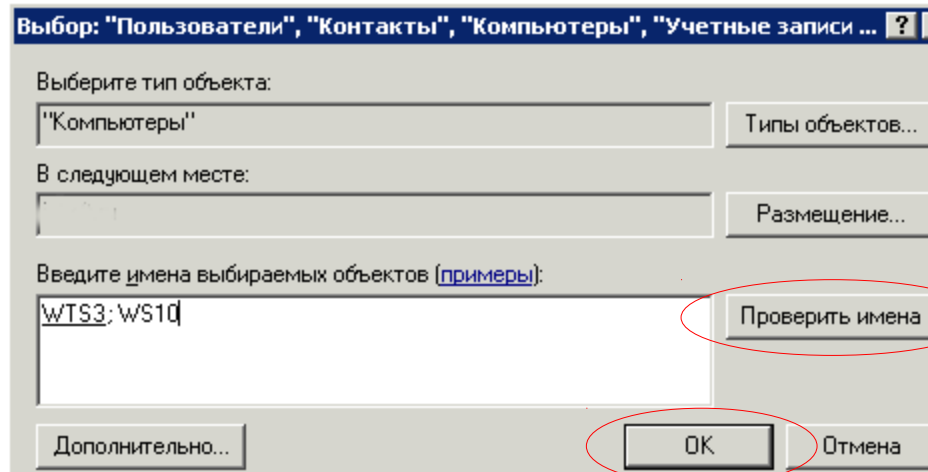 Выбор: "Пользователи", "Контакты", "Компьютеры", "Учетные записи ... ?
Выберите тип объекта:
"Компьютеры" Типы объектов...
В следующем месте:
Размещение...
Введите имена выбираемых объектов (примеры):
WTS3; WS10 Проверить имена
Дополнительно... OK Отмена